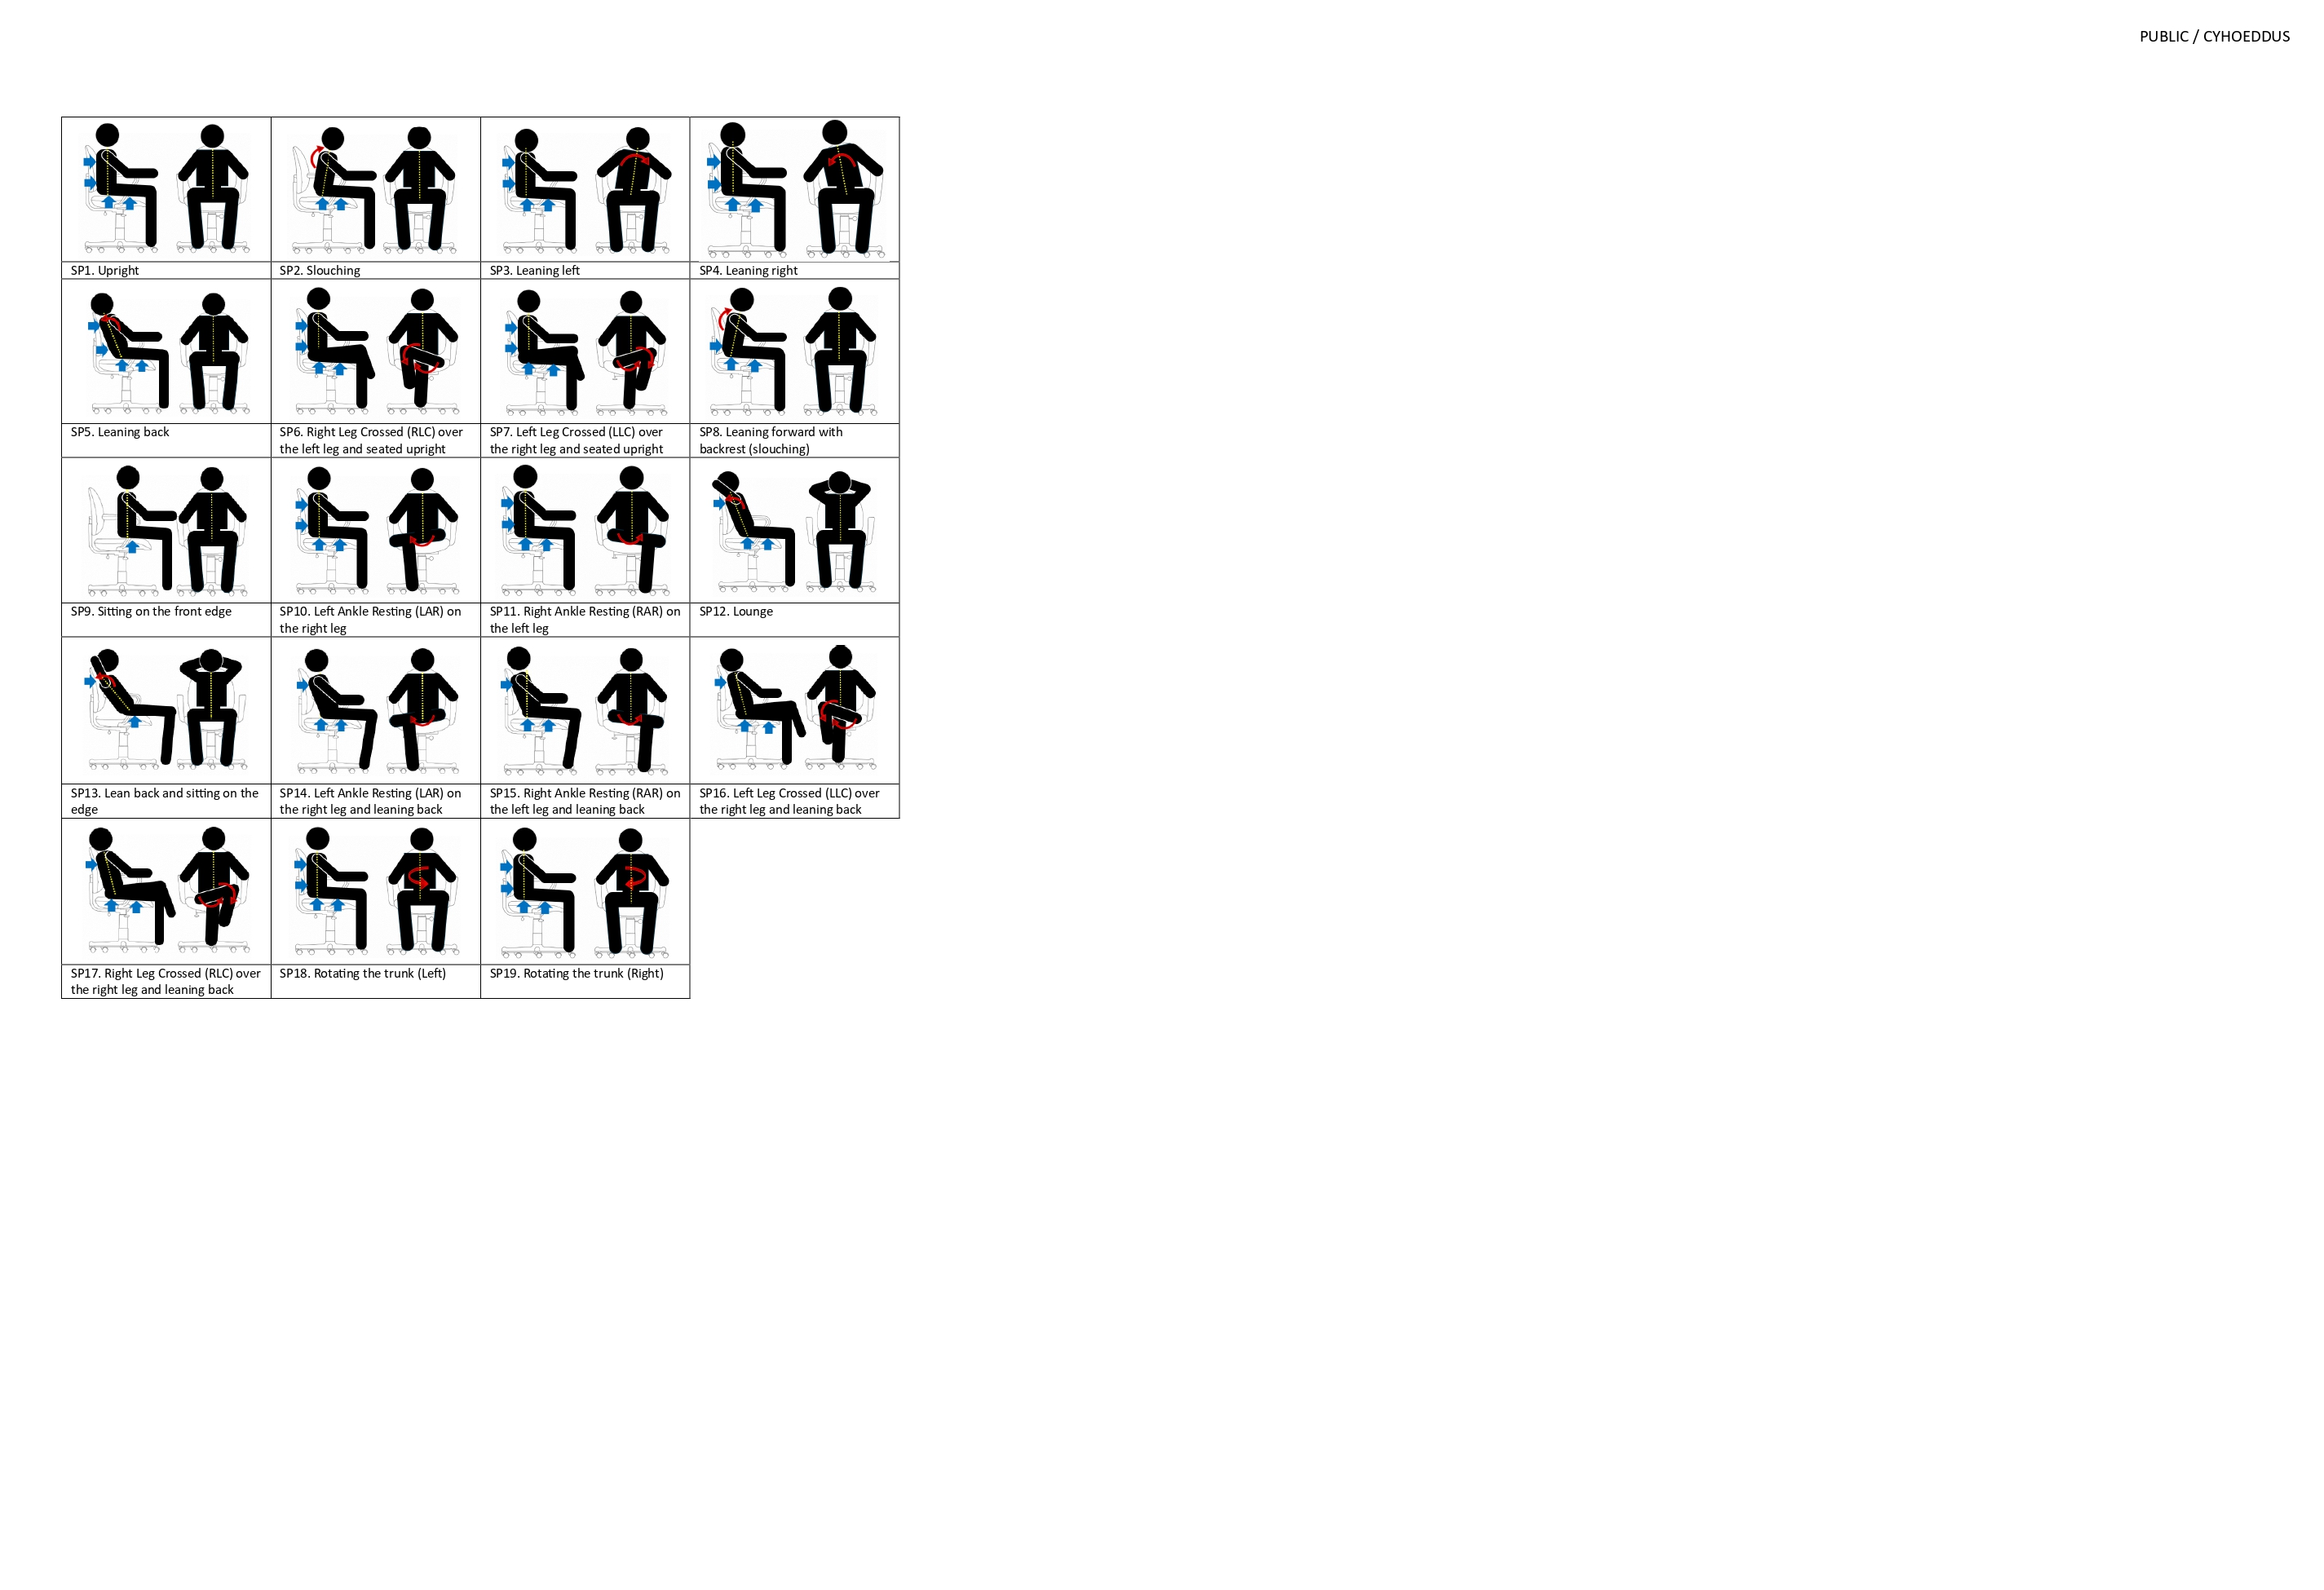 PUBLIC / CYHOEDDUS
SP1. Upright
SP2. Slouching
SP3. Leaning left
SP4. Leaning right
SP5. Leaning back
SP6. Right Leg Crossed (RLC) over
the left leg and seated upright
SP7. Left Leg Crossed (LLC) over
the right leg and seated upright
SP8. Leaning forward with
backrest (slouching)
SP9. Sitting on the front edge
SP10. Left Ankle Resting (LAR) on
the right leg
SP11. Right Ankle Resting (RAR) on
the left leg
SP12. Lounge
SP13. Lean back and sitting on the
edge
SP14. Left Ankle Resting (LAR) on
the right leg and leaning back
SP15. Right Ankle Resting (RAR) on
the left leg and leaning back
SP16. Left Leg Crossed (LLC) over
the right leg and leaning back
SP17. Right Leg Crossed (RLC) over
the right leg and leaning back
SP18. Rotating the trunk (Left)
SP19. Rotating the trunk (Right)